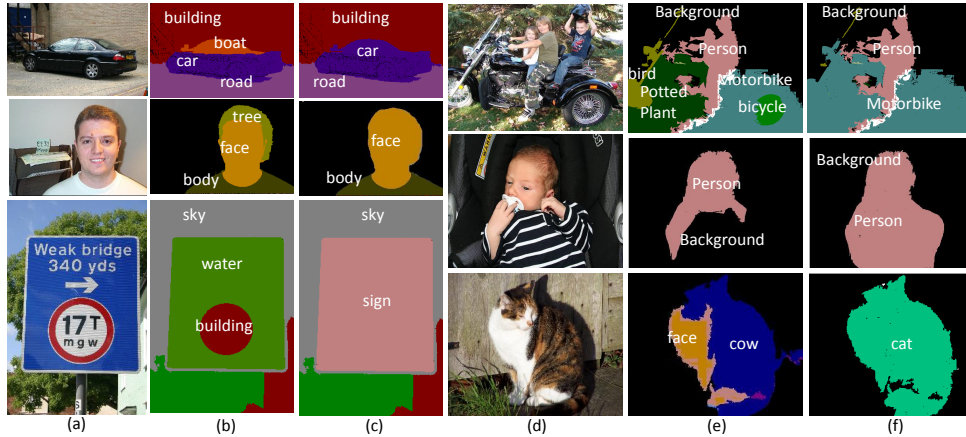 building
boat
car
road
building
car
road
Background
Person
bird
Potted
Plant
Motorbike
bicycle
Background
Person
Motorbike
tree
face
body
face
body
Person
Background
Background
Person
Weak bridge
340 yds
17T
m g w
sky
water
building
sky
sign
face
cow
cat
(a)
(b)
(c)
(d)
(e)
(f)